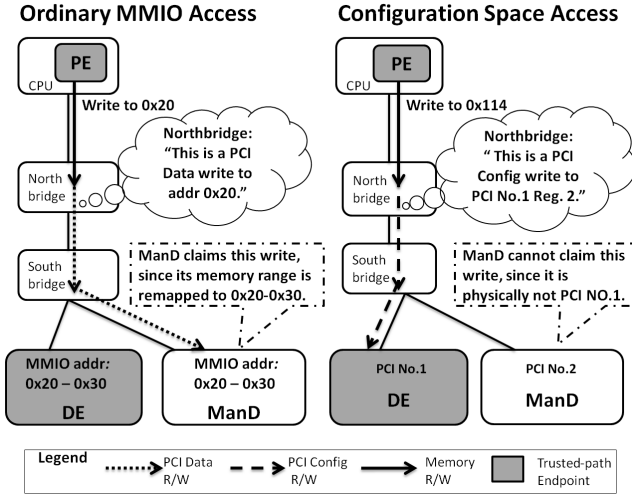 Ordinary MMIO Access
PE
CPU
Write to 0x20
Northbridge:
"This is a PCI
Data write to
addr 0x20."
North
bridge
South
bridge
ManD claims this write,
since its memory range is
remapped to 0x20-0x30.
MMIO addr:
0x20 – 0x30
DE
MMIO addr:
0x20 – 0x30
ManD
Configuration Space Access
PE
CPU
Write to 0x114
Northbridge:
" This is a PCI
Config write to
PCI No.1 Reg. 2."
North
bridge
South
bridge
ManD cannot claim this
write, since it is
physically not PCI NO.1.
PCI No.1
DE
PCI No.2
ManD
Legend
PCI Data
R/W
PCI Config
R/W
Memory
R/W
Trusted-path
Endpoint